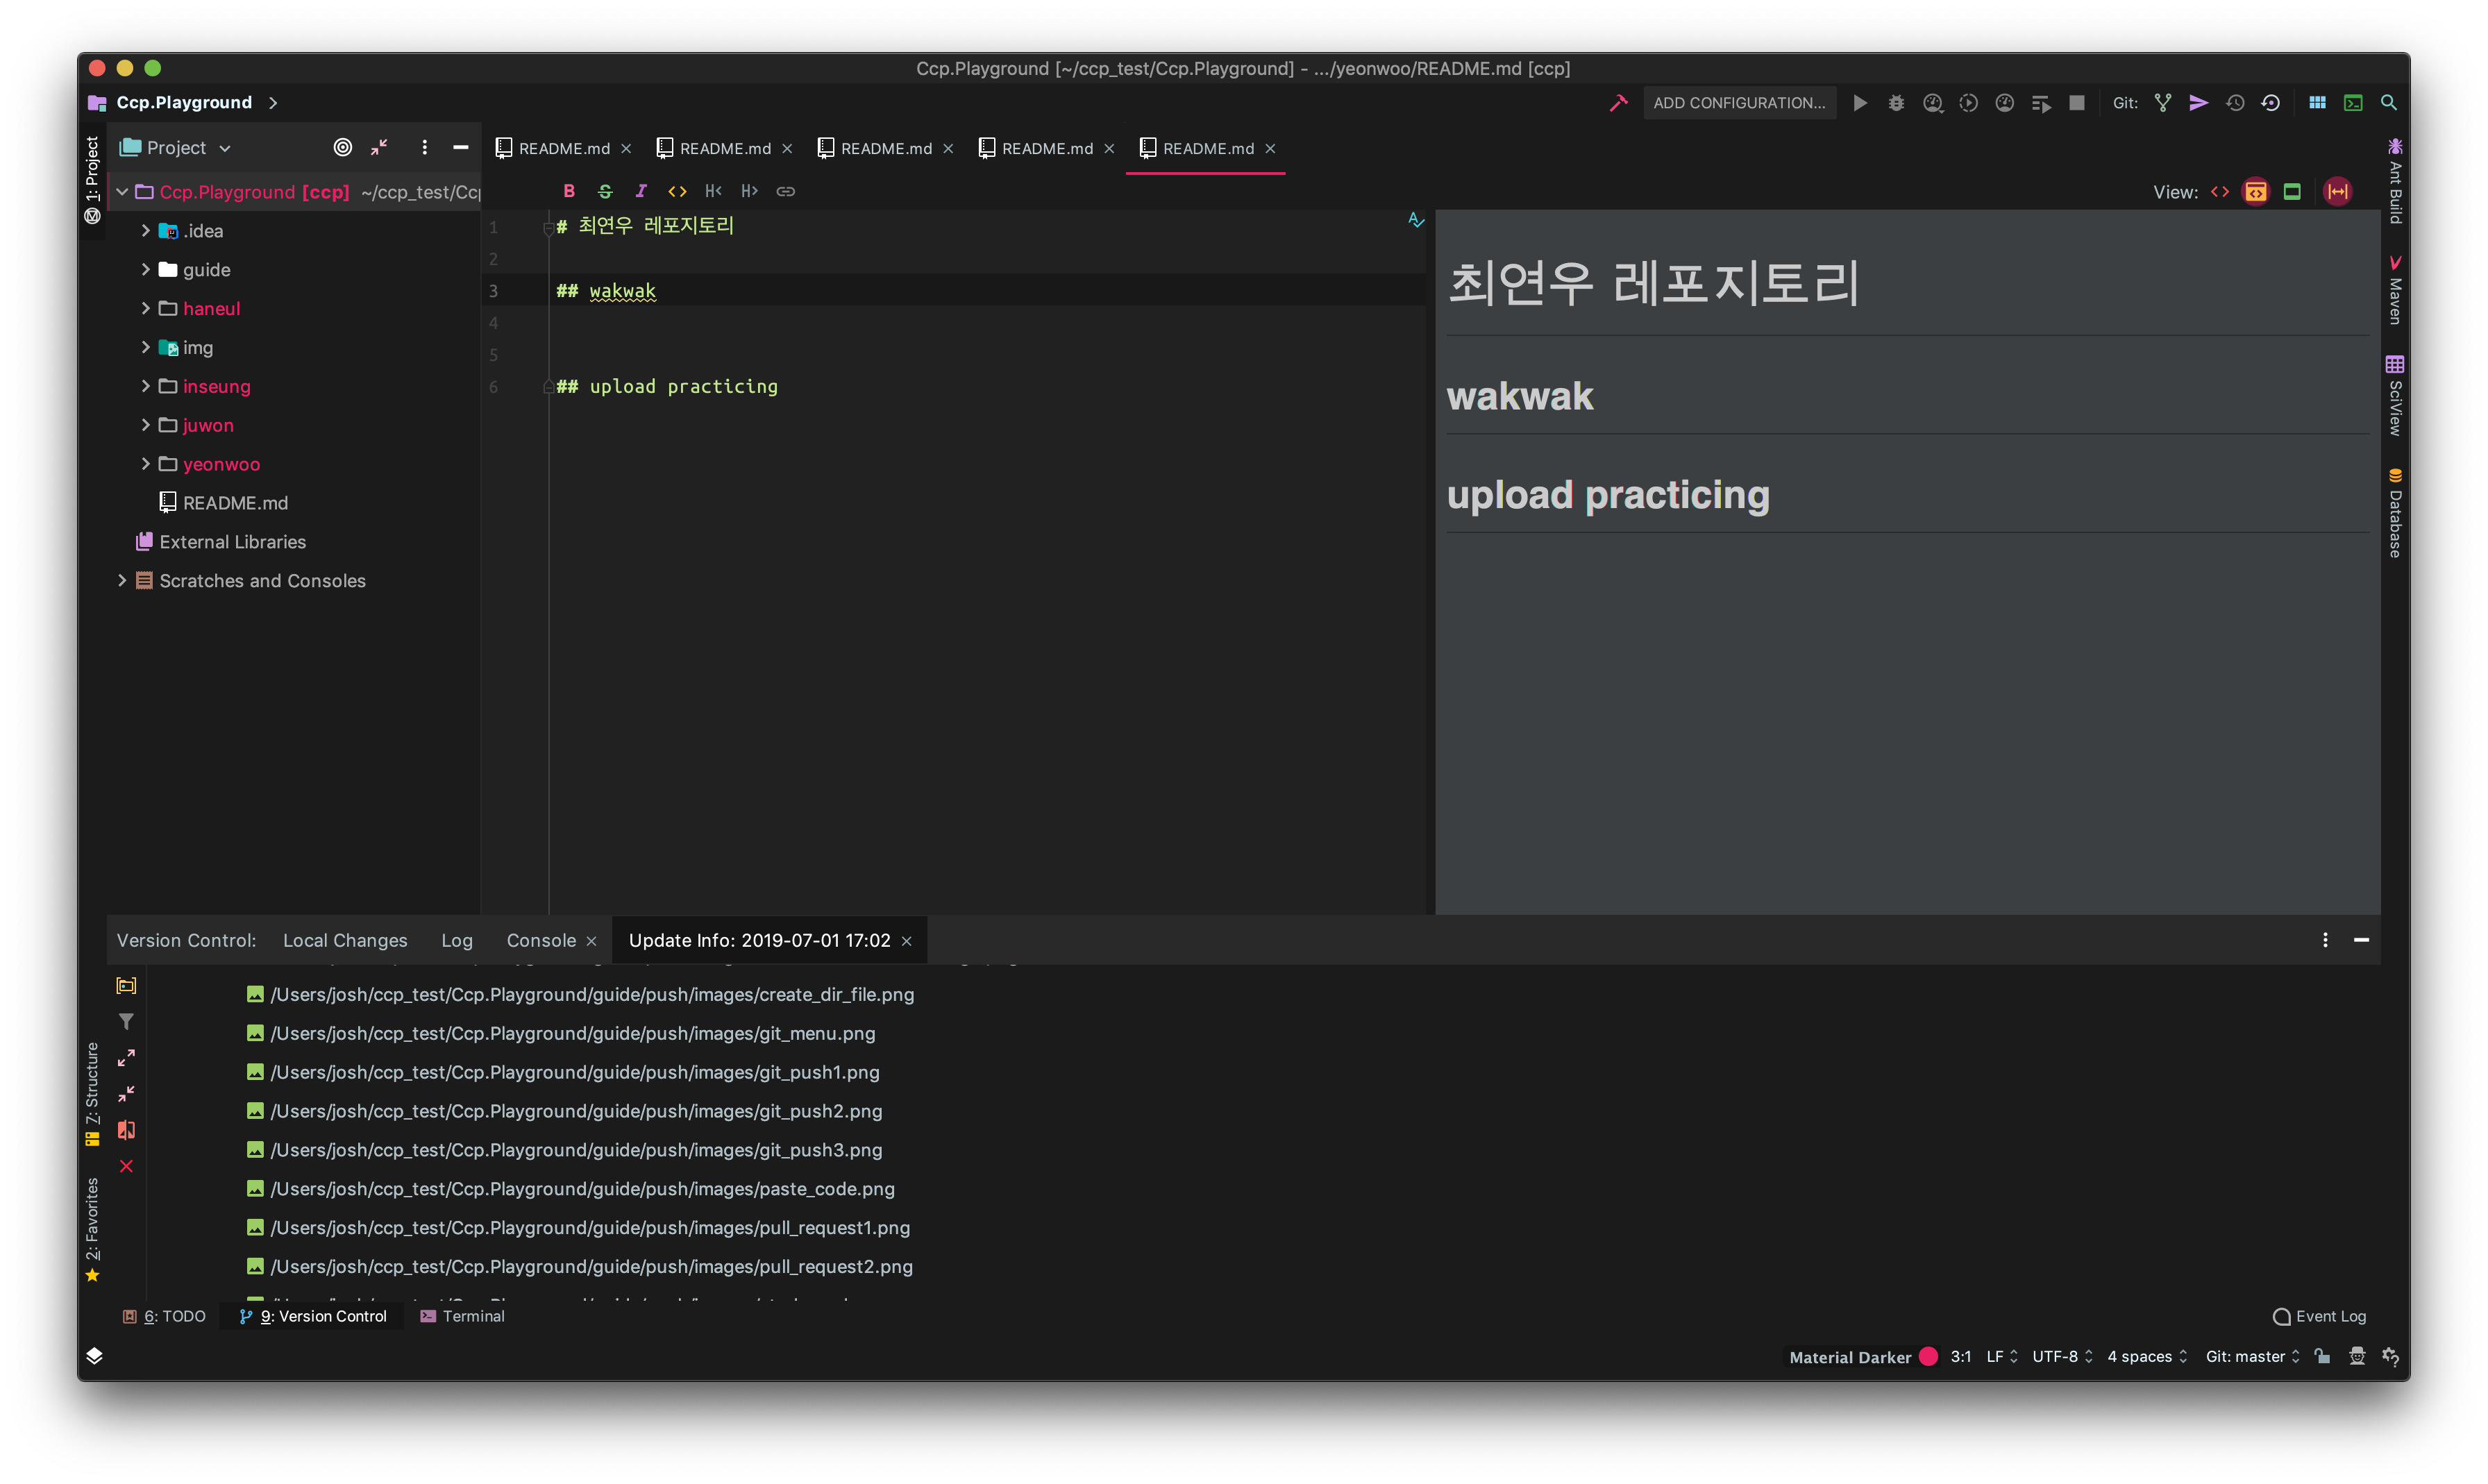 Ccp.Playground [~/ccp_test/Ccp.Playground] - .../yeonwoo/README.md [ccp]
Ccp.Playground
ADD CONFIGURATION...
Git:
1: Project
Project
README.md
README.md
README.md
README.md
README.md
View:
Ccp.Playground [ccp] ~/ccp_test/Ccp
.idea
guide
haneul
img
inseung
juwon
yeonwoo
README.md
External Libraries
Scratches and Consoles
1 # 최연우 레포지토리
2
3 ## wakwak
4
5
6 ## upload practicing
최연우 레포지토리
wakwak
upload practicing
Ant Build
Maven
SciView
Database
Version Control:
Local Changes
Log
Console
Update Info: 2019-07-01 17:02
/Users/josh/ccp_test/Ccp.Playground/guide/push/images/create_dir_file.png
/Users/josh/ccp_test/Ccp.Playground/guide/push/images/git_menu.png
/Users/josh/ccp_test/Ccp.Playground/guide/push/images/git_push1.png
/Users/josh/ccp_test/Ccp.Playground/guide/push/images/git_push2.png
/Users/josh/ccp_test/Ccp.Playground/guide/push/images/git_push3.png
/Users/josh/ccp_test/Ccp.Playground/guide/push/images/paste_code.png
/Users/josh/ccp_test/Ccp.Playground/guide/push/images/pull_request1.png
/Users/josh/ccp_test/Ccp.Playground/guide/push/images/pull_request2.png
7: Structure
2: Favorites
6: TODO
9: Version Control
Terminal
Event Log
Material Darker
3:1
LF
UTF-8
4 spaces
Git: master